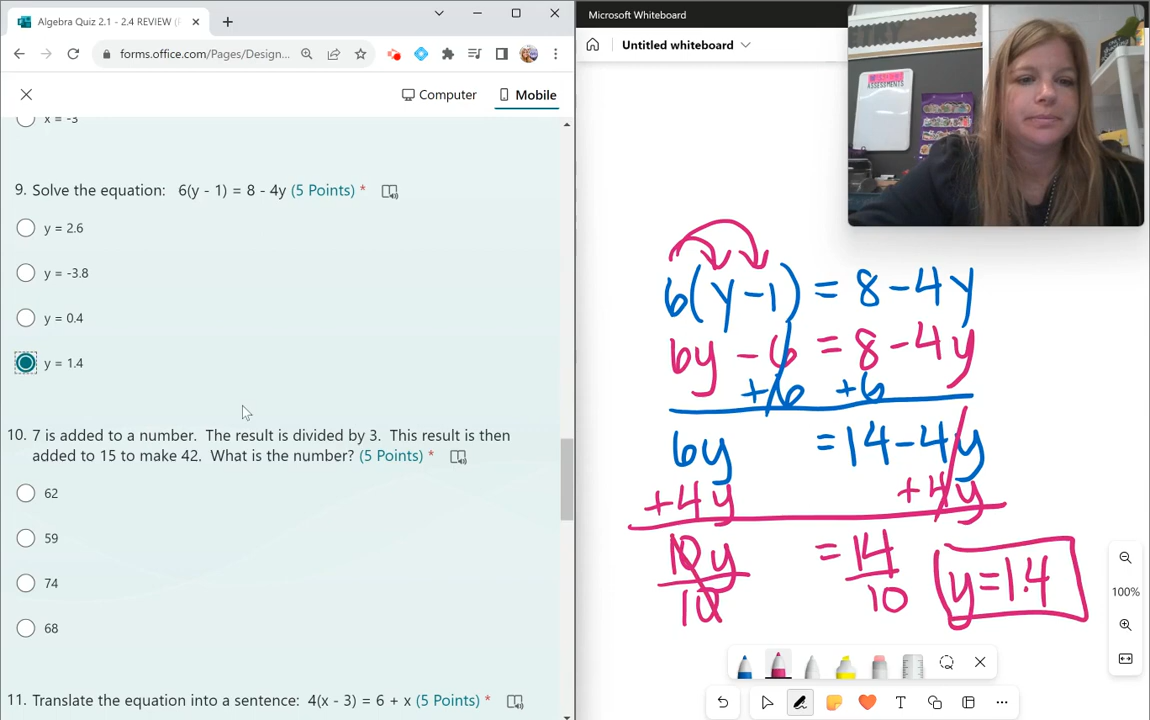 Algebra Quiz 2.1 - 2.4 REVIEW (
forms.office.com/Pages/Design...
Computer
Mobile
x = -3
9. Solve the equation: 6(y - 1) = 8 - 4y (5 Points) *
y = 2.6
y = -3.8
y = 0.4
y = 1.4
10. 7 is added to a number. The result is divided by 3. This result is then
added to 15 to make 42. What is the number? (5 Points) *
62
59
74
68
11. Translate the equation into a sentence: 4(x - 3) = 6 + x (5 Points) *
Microsoft Whiteboard
Untitled whiteboard
ASSESSMENTS
6(y-1) = 8-4y
6y - 6 = 8-4y
+6 +6
6y = 14-4y
+4y +4y
10y = 14
10 10
y=1.4
100%